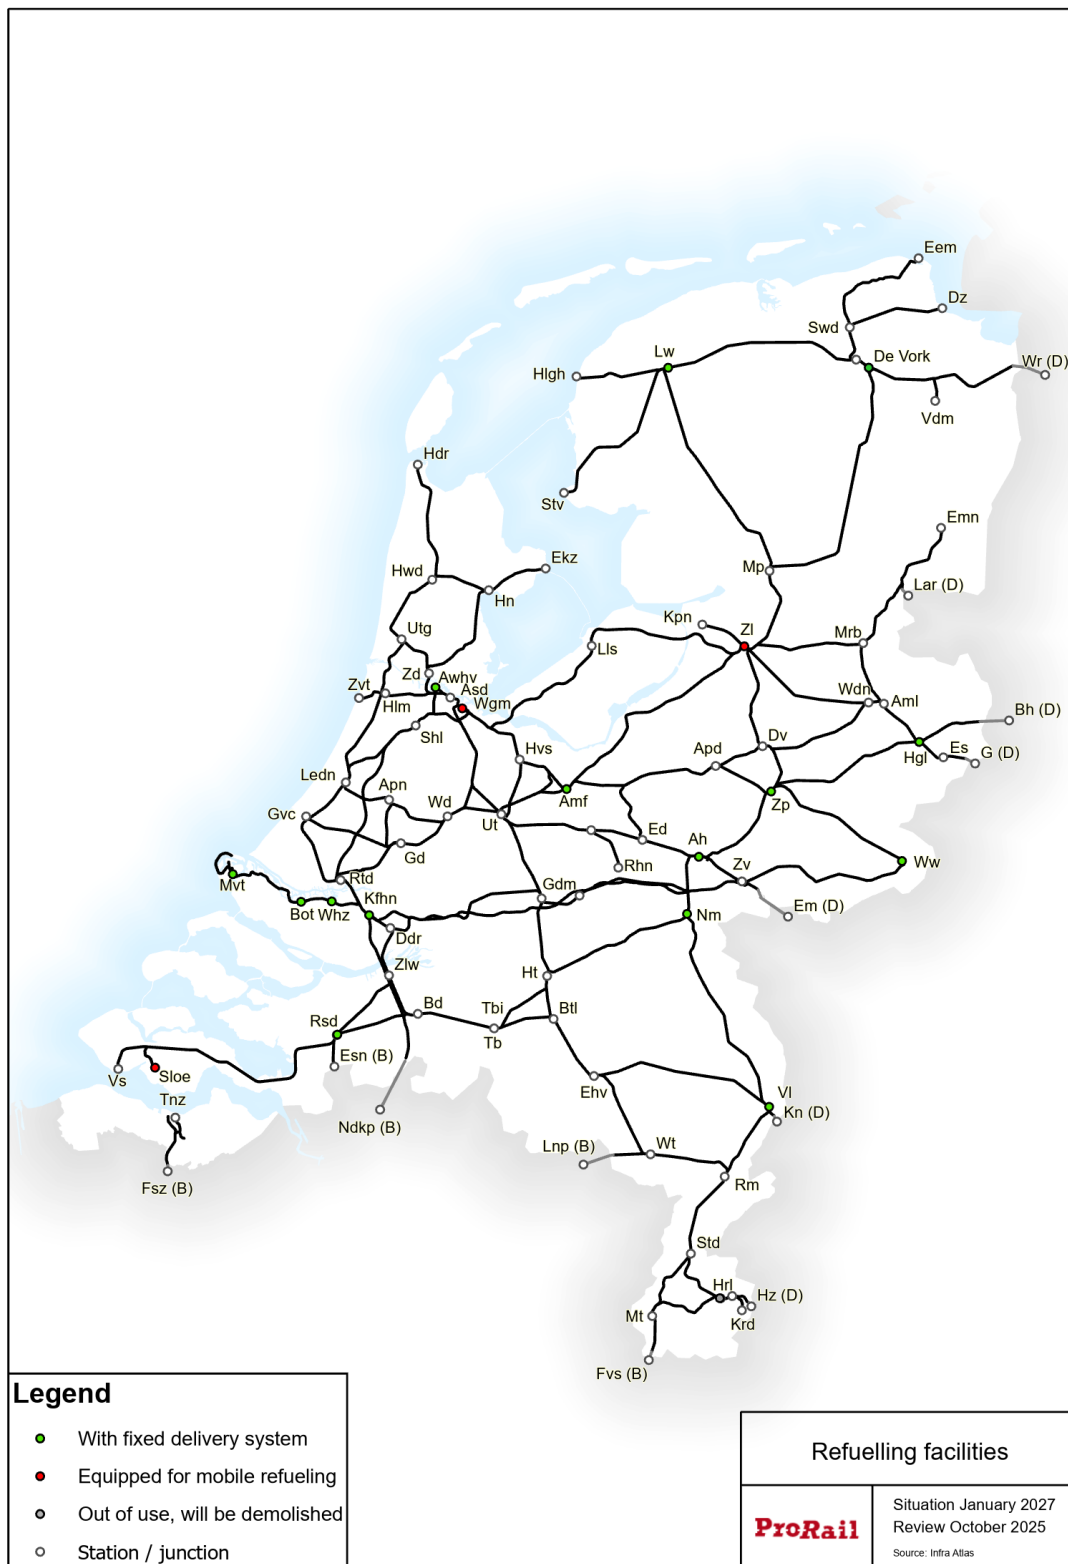 Eem
Dz
Swd
De Vork
Wr (D)
Vdm
Lw
Hlgh
Stv
Hdr
Emn
Ekz
Hwd
Hn
Mp
Lar (D)
Kpn
Zl
Mrb
Utg
Lls
Zd
Awhv
Asd
Wgm
Zvt
Hlm
Wdn
Aml
Bh (D)
Shl
Hvs
Apd
Dv
Hgl
Es
G (D)
Ledn
Apn
Wd
Amf
Zp
Gvc
Ut
Gd
Ed
Ah
Rhn
Zv
Ww
Mvt
Rtd
Bot
Whz
Kfhn
Gdm
Em (D)
Nm
Ddr
Zlw
Ht
Rsd
Bd
Tbi
Btl
Tb
Esn (B)
Vs
Sloe
Tnz
Ehv
Vl
Kn (D)
Ndkp (B)
Fsz (B)
Lnp (B)
Wt
Rm
Std
Hrl
Hz (D)
Krd
Mt
Fvs (B)
Legend
With fixed delivery system
Equipped for mobile refueling
Out of use, will be demolished
Station / junction
Refuelling facilities
ProRail
Situation January 2027
Review October 2025
Source: Infra Atlas